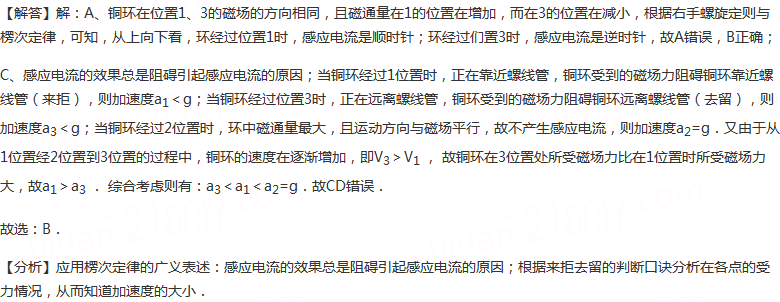 【解答】解：A、铜环在位置1、3的磁场的方向相同，且磁通量在1的位置在增加，而在3的位置在减小，根据右手螺旋定则与
楞次定律，可知，从上向下看，环经过位置1时，感应电流是顺时针；环经过们置3时，感应电流是逆时针，故A错误，B正确；
C、感应电流的效果总是阻碍引起感应电流的原因；当铜环经过1位置时，正在靠近螺线管，铜环受到的磁场力阻碍铜环靠近螺
线管（来拒），则加速度a1＜g；当铜环经过位置3时，正在远离螺线管，铜环受到的磁场力阻碍铜环远离螺线管（去留），则
加速度a3＜g；当铜环经过2位置时，环中磁通量最大，且运动方向与磁场平行，故不产生感应电流，则加速度a2=g．又由于从
1位置经2位置到3位置的过程中，铜环的速度在逐渐增加，即V3＞V1 ， 故铜环在3位置处所受磁场力比在1位置时所受磁场力
大，故a1＞a3 ． 综合考虑则有：a3＜a1＜a2=g．故CD错误．
故选：B．
【分析】应用楞次定律的广义表述：感应电流的效果总是阻碍引起感应电流的原因；根据来拒去留的判断口诀分析在各点的受
力情况，从而知道加速度的大小．